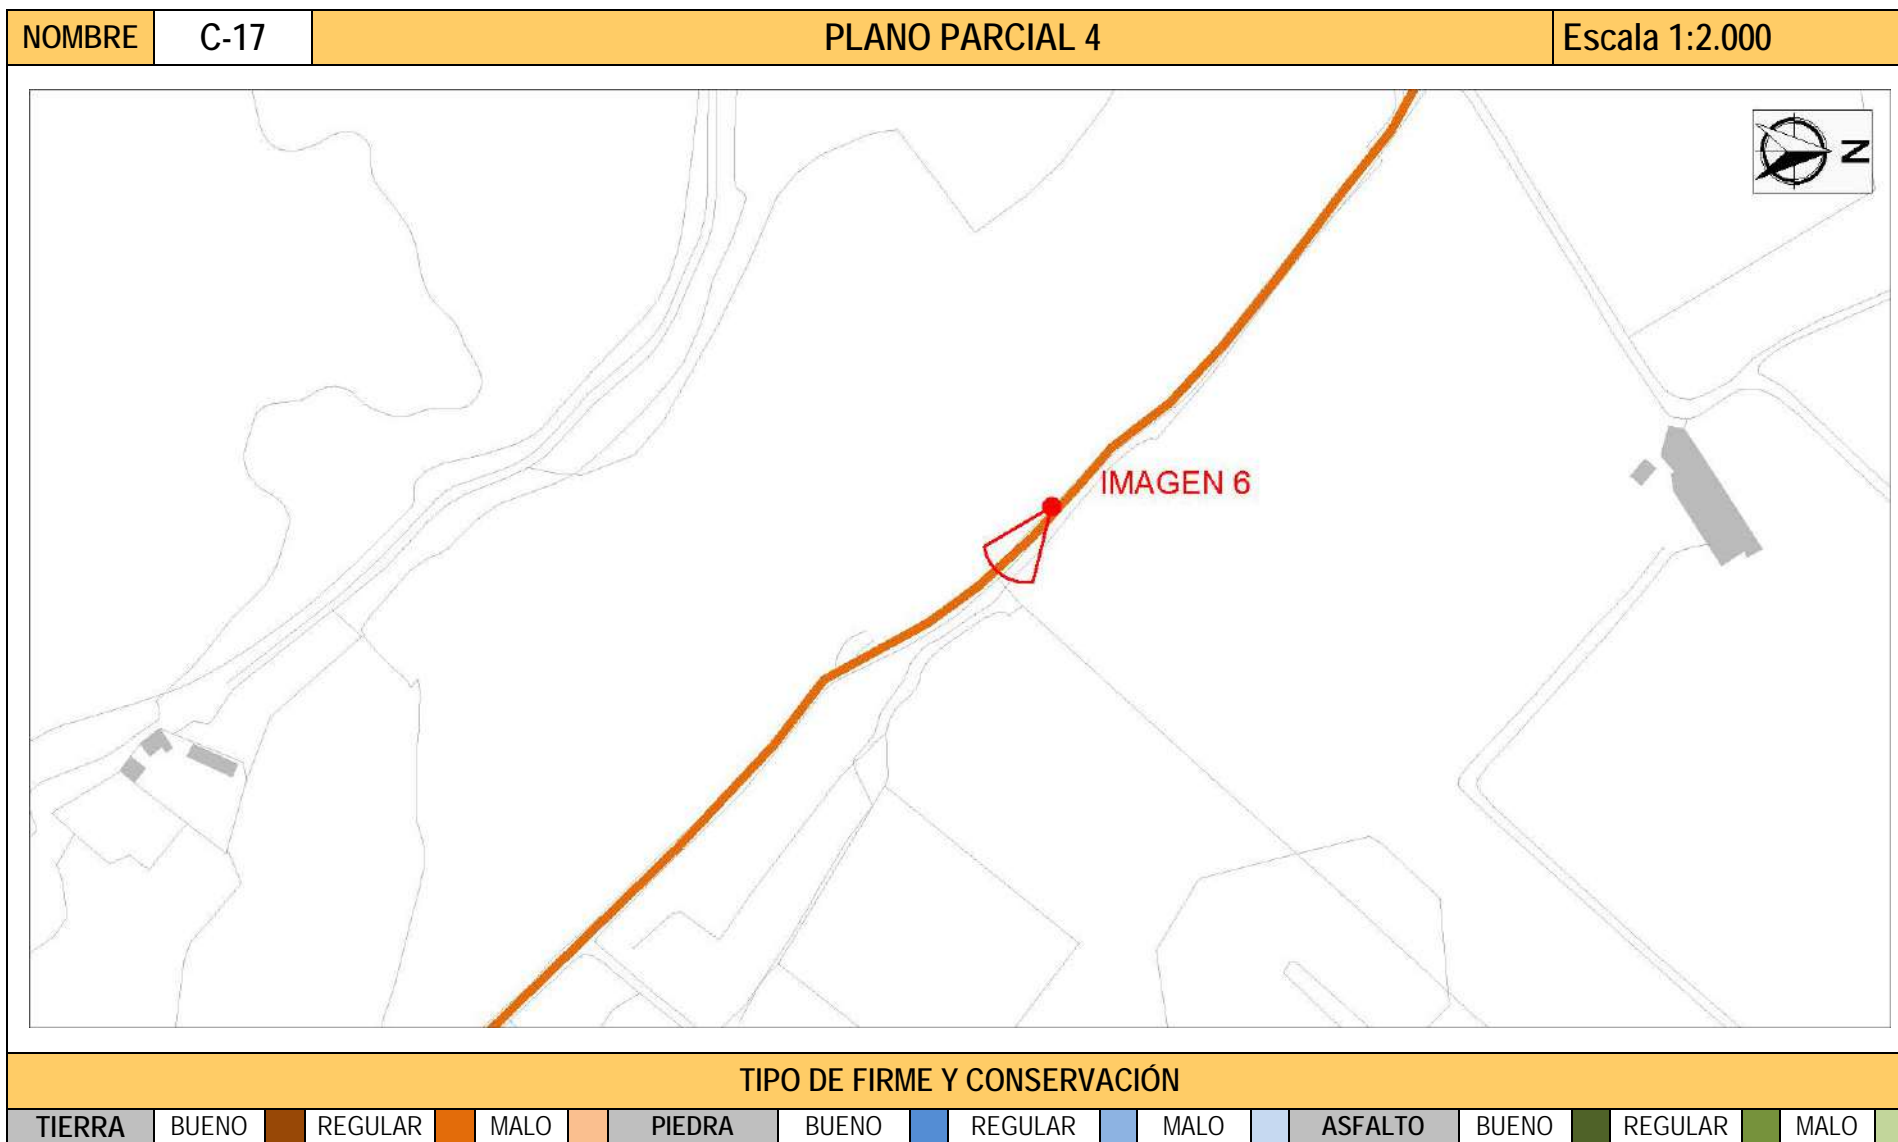 NOMBRE C-17 PLANO PARCIAL 4 Escala 1:2.000
N
IMAGEN 6
TIPO DE FIRME Y CONSERVACIÓN
TIERRA BUENO REGULAR MALO PIEDRA BUENO REGULAR MALO ASFALTO BUENO REGULAR MALO